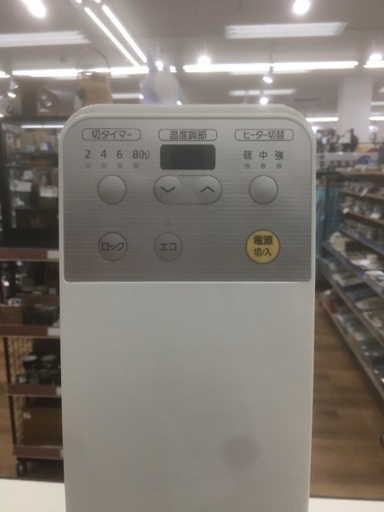 切タイマー 温度調節 ヒーター切替
2 4 6 8(h) 弱 中 強
ロック エコ 電源
切/入